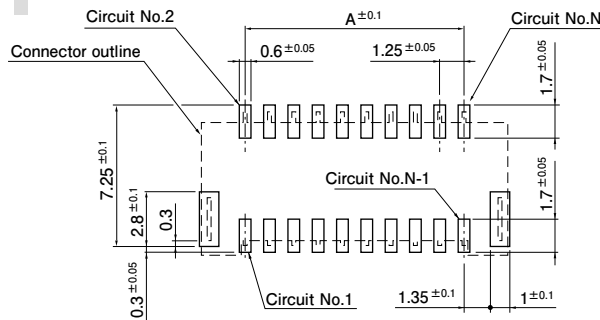 Circuit No.2
A±0.1
Circuit No.N
Connector outline
0.6±0.05
1.25±0.05
1.7±0.05
7.25±0.1
2.8±0.1
0.3
Circuit No.N-1
1.7±0.05
0.3±0.05
Circuit No.1
1.35±0.1
1±0.1